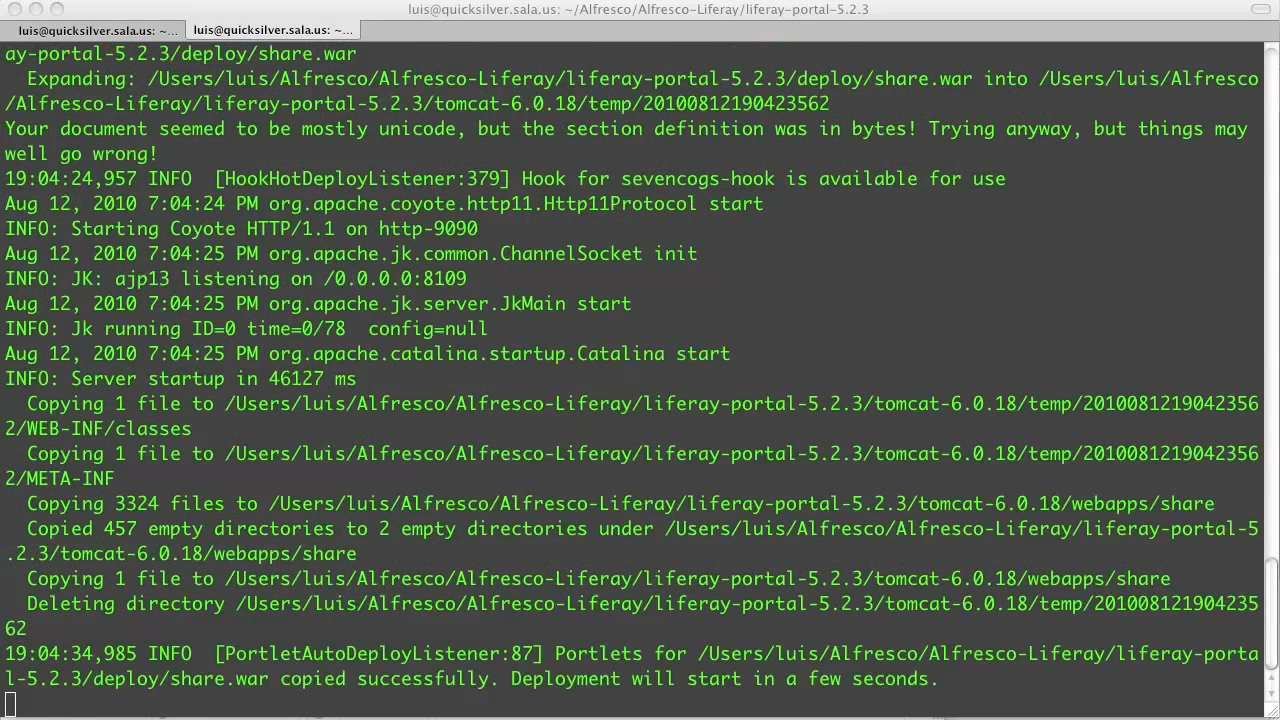 luis@quicksilver.sala.us: ~/Alfresco/Alfresco-Liferay/liferay-portal-5.2.3
luis@quicksilver.sala.us: ~... luis@quicksilver.sala.us: ~...
ay-portal-5.2.3/deploy/share.war
Expanding: /Users/luis/Alfresco/Alfresco-Liferay/liferay-portal-5.2.3/deploy/share.war into /Users/luis/Alfresco
/Alfresco-Liferay/liferay-portal-5.2.3/tomcat-6.0.18/temp/20100812190423562
Your document seemed to be mostly unicode, but the section definition was in bytes! Trying anyway, but things may
well go wrong!
19:04:24,957 INFO  [HookHotDeployListener:379] Hook for sevencogs-hook is available for use
Aug 12, 2010 7:04:24 PM org.apache.coyote.http11.Http11Protocol start
INFO: Starting Coyote HTTP/1.1 on http-9090
Aug 12, 2010 7:04:25 PM org.apache.jk.common.ChannelSocket init
INFO: JK: ajp13 listening on /0.0.0.0:8109
Aug 12, 2010 7:04:25 PM org.apache.jk.server.JkMain start
INFO: Jk running ID=0 time=0/78  config=null
Aug 12, 2010 7:04:25 PM org.apache.catalina.startup.Catalina start
INFO: Server startup in 46127 ms
Copying 1 file to /Users/luis/Alfresco/Alfresco-Liferay/liferay-portal-5.2.3/tomcat-6.0.18/temp/2010081219042356
2/WEB-INF/classes
Copying 1 file to /Users/luis/Alfresco/Alfresco-Liferay/liferay-portal-5.2.3/tomcat-6.0.18/temp/2010081219042356
2/META-INF
Copying 3324 files to /Users/luis/Alfresco/Alfresco-Liferay/liferay-portal-5.2.3/tomcat-6.0.18/webapps/share
Copied 457 empty directories to 2 empty directories under /Users/luis/Alfresco/Alfresco-Liferay/liferay-portal-5
.2.3/tomcat-6.0.18/webapps/share
Copying 1 file to /Users/luis/Alfresco/Alfresco-Liferay/liferay-portal-5.2.3/tomcat-6.0.18/webapps/share
Deleting directory /Users/luis/Alfresco/Alfresco-Liferay/liferay-portal-5.2.3/tomcat-6.0.18/temp/201008121904235
62
19:04:34,985 INFO  [PortletAutoDeployListener:87] Portlets for /Users/luis/Alfresco/Alfresco-Liferay/liferay-porta
l-5.2.3/deploy/share.war copied successfully. Deployment will start in a few seconds.